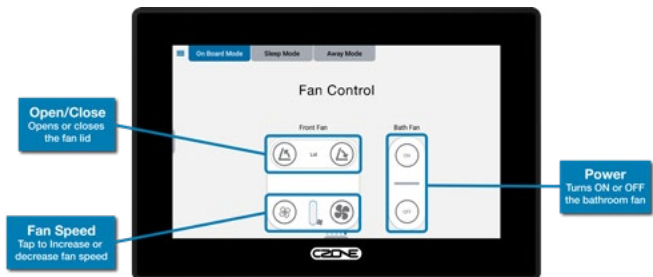 On Board Mode
Sleep Mode
Away Mode
Fan Control
Open/Close
Opens or closes
the fan lid
Front Fan
Bath Fan
Lid
ON
OFF
Power
Turns ON or OFF
the bathroom fan
Fan Speed
Tap to Increase or
decrease fan speed
CZONE